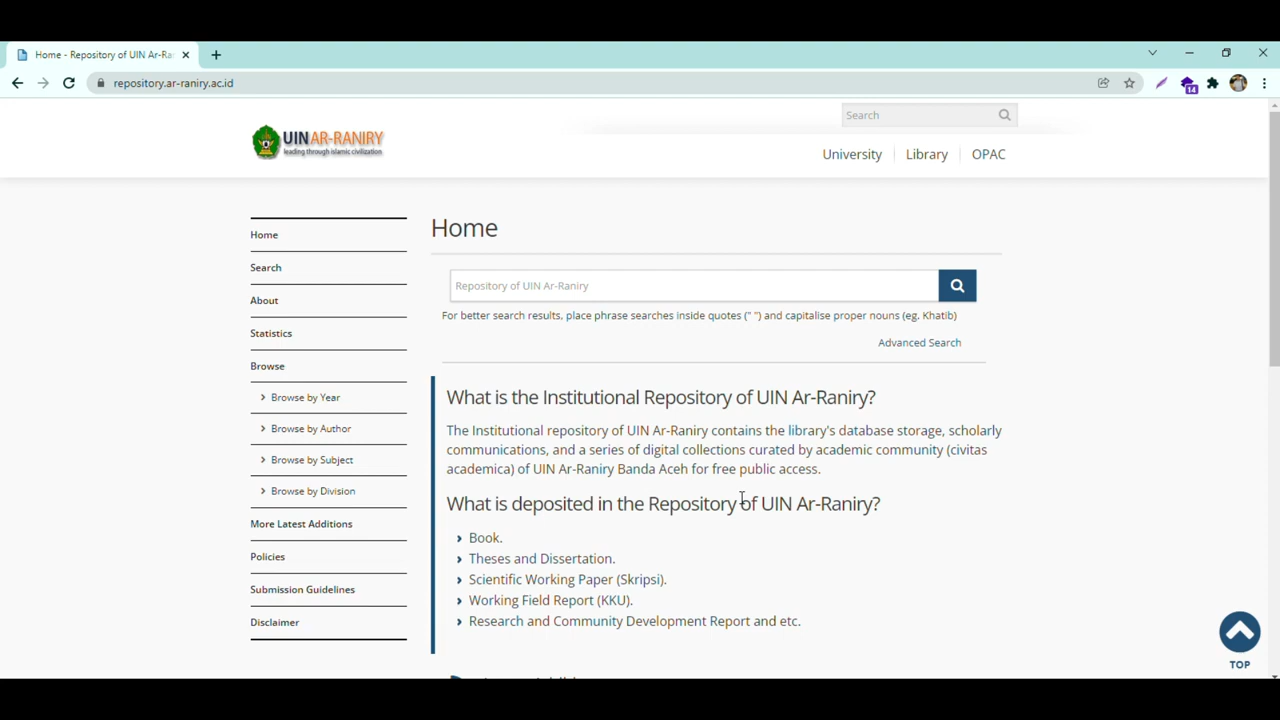 Home - Repository of UIN Ar-Ra
repository.ar-raniry.ac.id
14
Search
UIN AR-RANIRY
leading through islamic civilization
University
Library
OPAC
Home
Search
About
Statistics
Browse
Browse by Year
Browse by Author
Browse by Subject
Browse by Division
More Latest Additions
Policies
Submission Guidelines
Disclaimer
Home
Repository of UIN Ar-Raniry
For better search results, place phrase searches inside quotes (" ") and capitalise proper nouns (eg. Khatib)
Advanced Search
What is the Institutional Repository of UIN Ar-Raniry?
The Institutional repository of UIN Ar-Raniry contains the library's database storage, scholarly
communications, and a series of digital collections curated by academic community (civitas
academica) of UIN Ar-Raniry Banda Aceh for free public access.
What is deposited in the Repository of UIN Ar-Raniry?
Book.
Theses and Dissertation.
Scientific Working Paper (Skripsi).
Working Field Report (KKU).
Research and Community Development Report and etc.
TOP